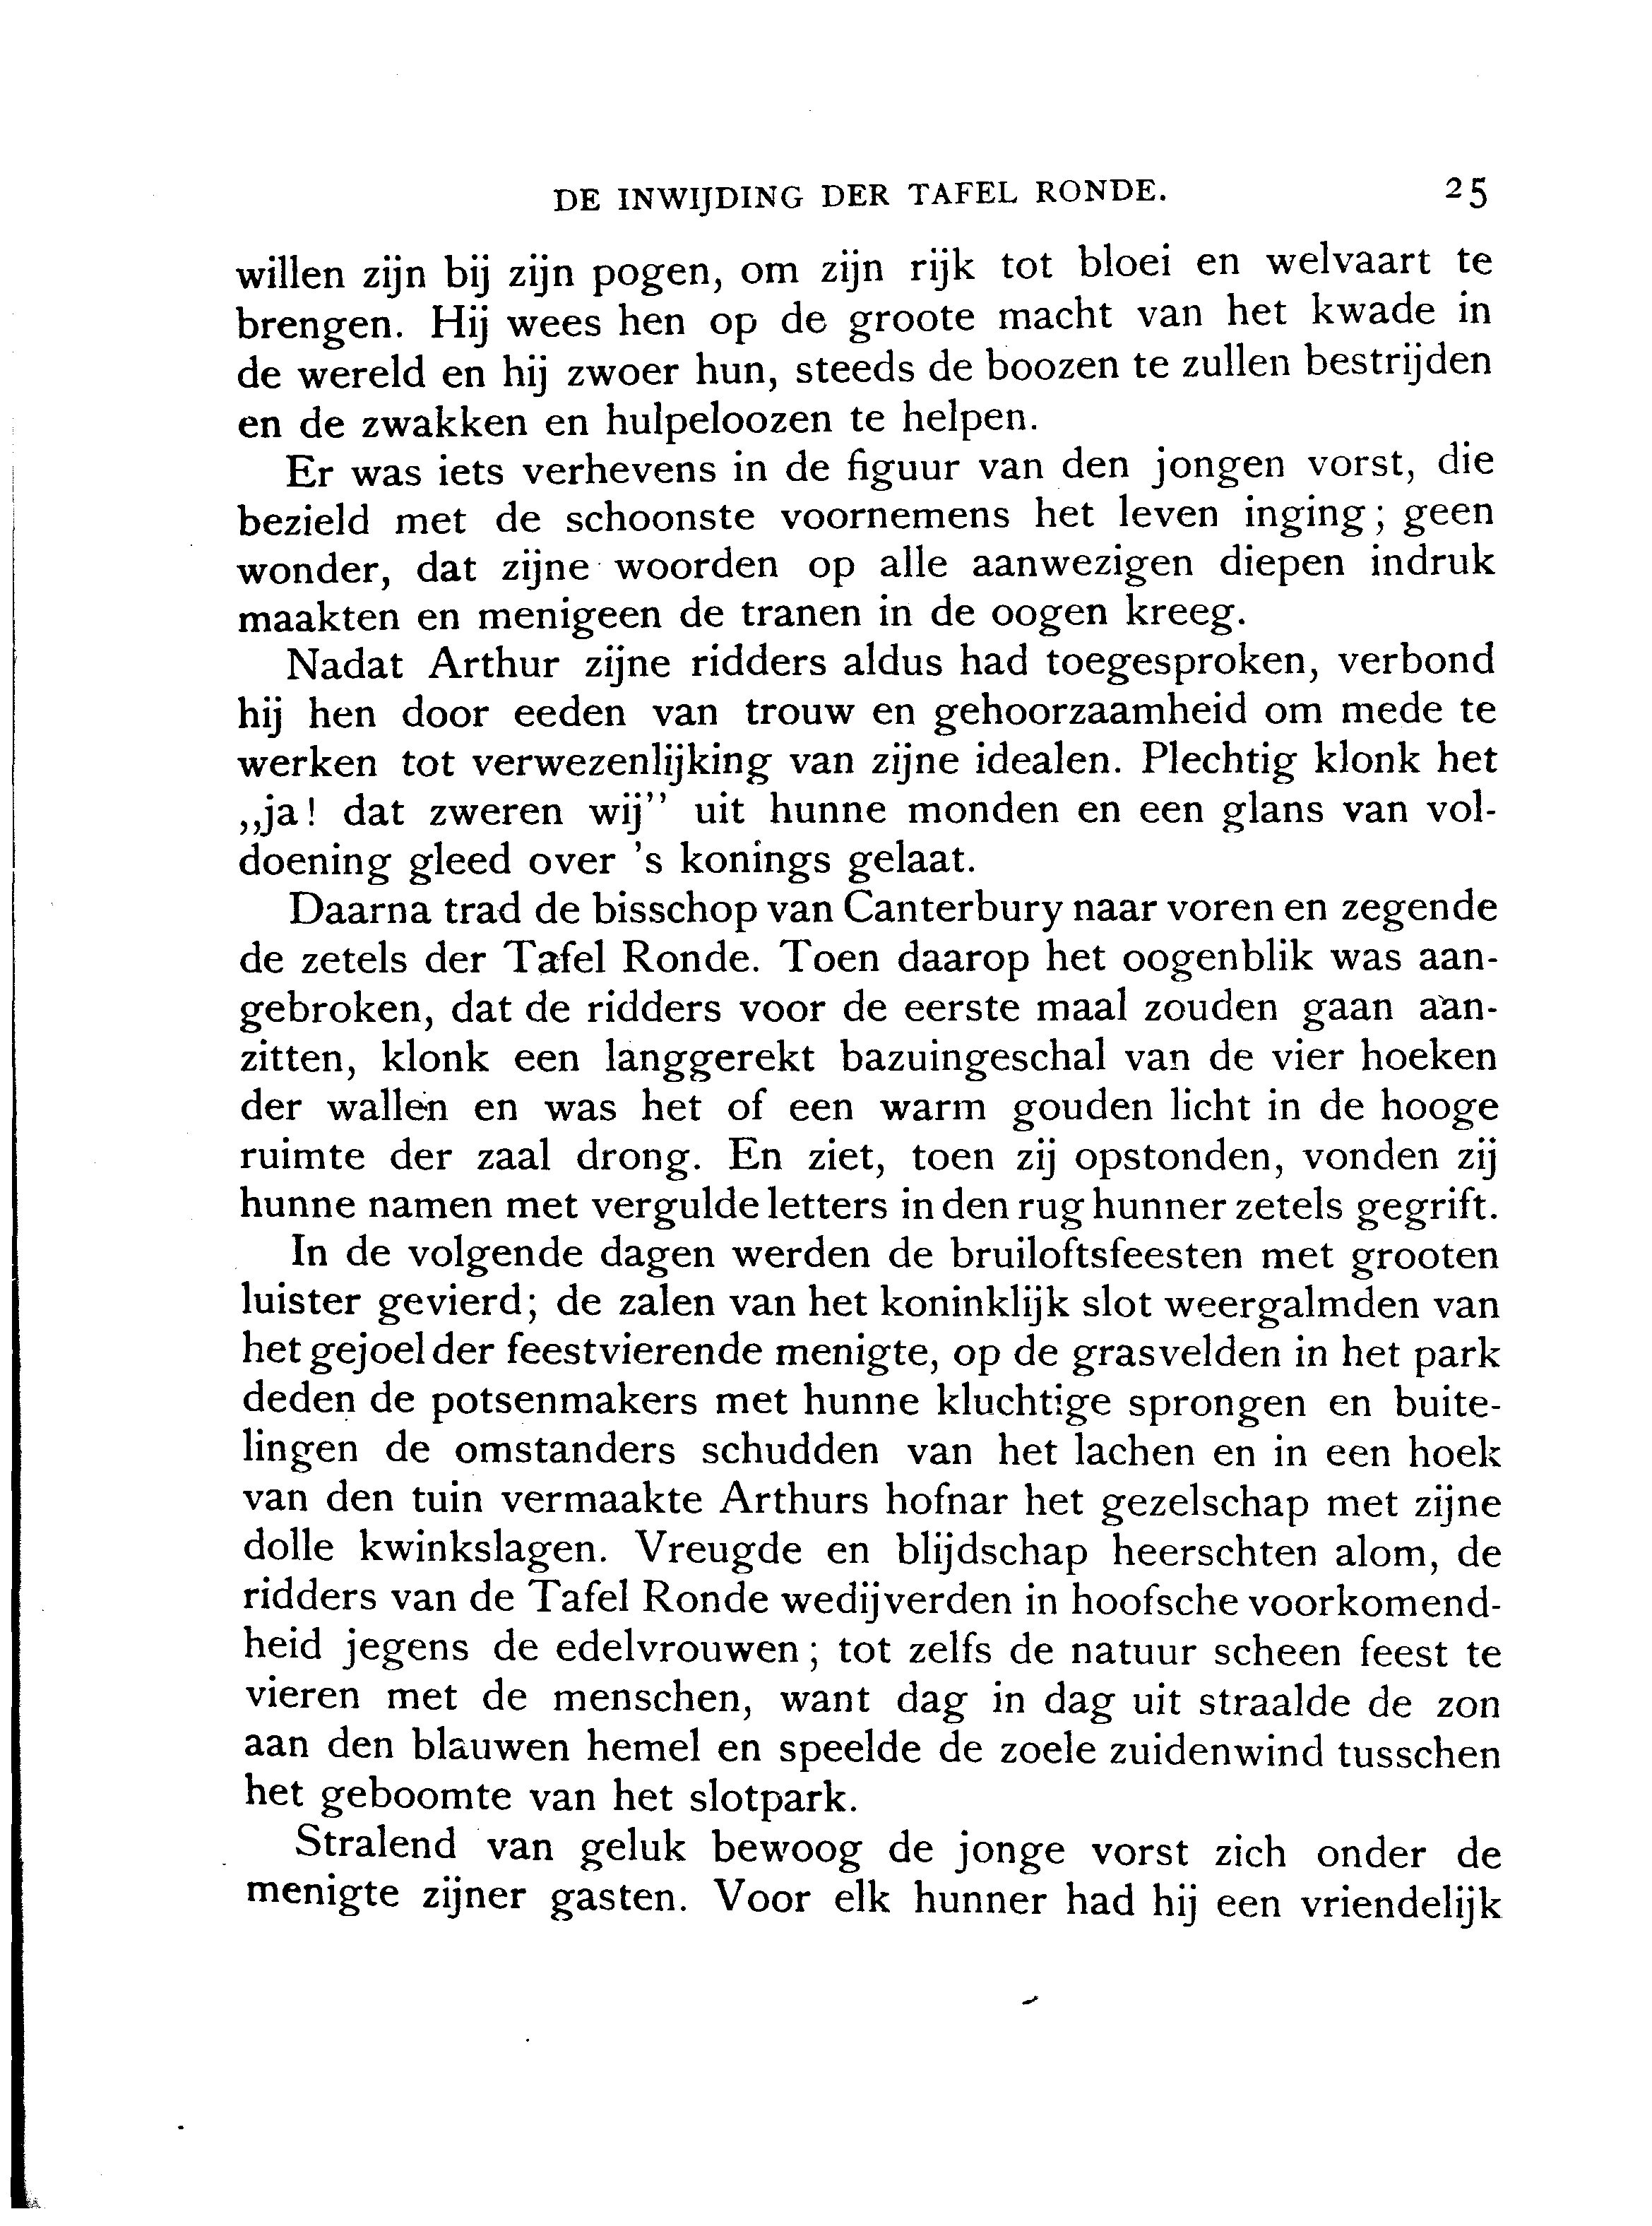 DE INWIJDING DER TAFEL RONDE. 25
willen zijn bij zijn pogen, om zijn rijk tot bloei en welvaart te
brengen. Hij wees hen op de groote macht van het kwade in
de wereld en hij zwoer hun, steeds de boozen te zullen bestrijden
en de zwakken en hulpeloozen te helpen.
Er was iets verhevens in de figuur van den jongen vorst, die
bezield met de schoonste voornemens het leven inging; geen
wonder, dat zijne woorden op alle aanwezigen diepen indruk
maakten en menigeen de tranen in de oogen kreeg.
Nadat Arthur zijne ridders aldus had toegesproken, verbond
hij hen door eeden van trouw en gehoorzaamheid om mede te
werken tot verwezenlijking van zijne idealen. Plechtig klonk het
„ja! dat zweren wij” uit hunne monden en een glans van vol-
doening gleed over 's konings gelaat.
Daarna trad de bisschop van Canterbury naar voren en zegende
de zetels der Tafel Ronde. Toen daarop het oogenblik was aan-
gebroken, dat de ridders voor de eerste maal zouden gaan aan-
zitten, klonk een langgerekt bazuingeschal van de vier hoeken
der wallen en was het of een warm gouden licht in de hooge
ruimte der zaal drong. En ziet, toen zij opstonden, vonden zij
hunne namen met vergulde letters in den rug hunner zetels gegrift.
In de volgende dagen werden de bruiloftsfeesten met grooten
luister gevierd; de zalen van het koninklijk slot weergalmden van
het gejoel der feestvierende menigte, op de grasvelden in het park
deden de potsenmakers met hunne kluchtige sprongen en buite-
lingen de omstanders schudden van het lachen en in een hoek
van den tuin vermaakte Arthurs hofnar het gezelschap met zijne
dolle kwinkslagen. Vreugde en blijdschap heerschten alom, de
ridders van de Tafel Ronde wedijverden in hoofsche voorkomend-
heid jegens de edelvrouwen; tot zelfs de natuur scheen feest te
vieren met de menschen, want dag in dag uit straalde de zon
aan den blauwen hemel en speelde de zoele zuidenwind tusschen
het geboomte van het slotpark.
Stralend van geluk bewoog de jonge vorst zich onder de
menigte zijner gasten. Voor elk hunner had hij een vriendelijk